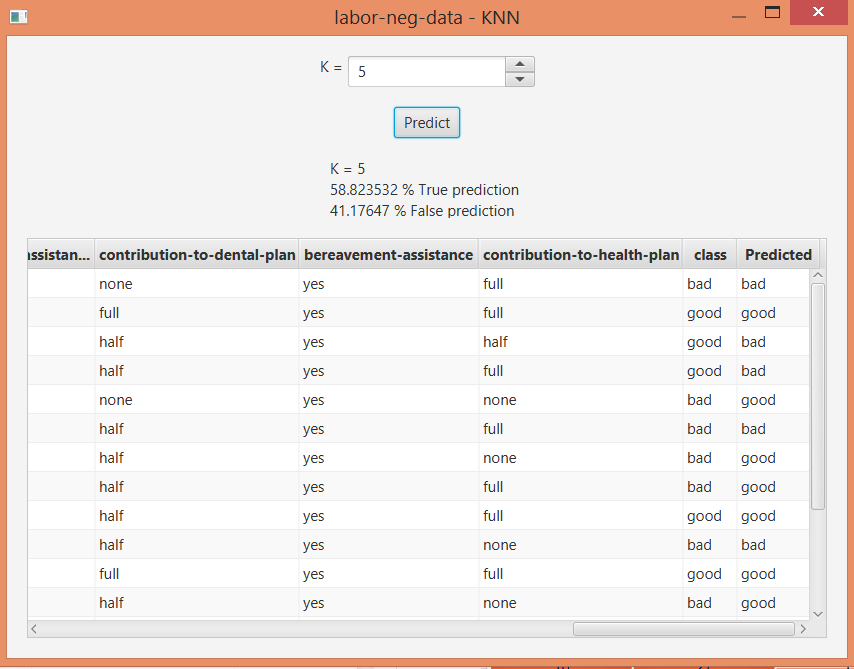 labor-neg-data - KNN
K = 5
Predict
K = 5
58.823532 % True prediction
41.17647 % False prediction
assistan... contribution-to-dental-plan bereavement-assistance contribution-to-health-plan class Predicted
none yes full bad bad
full yes full good good
half yes half good bad
half yes full good bad
none yes none bad good
half yes full bad bad
half yes none bad good
half yes full bad good
half yes full good good
half yes none bad bad
full yes full good good
half yes none bad good